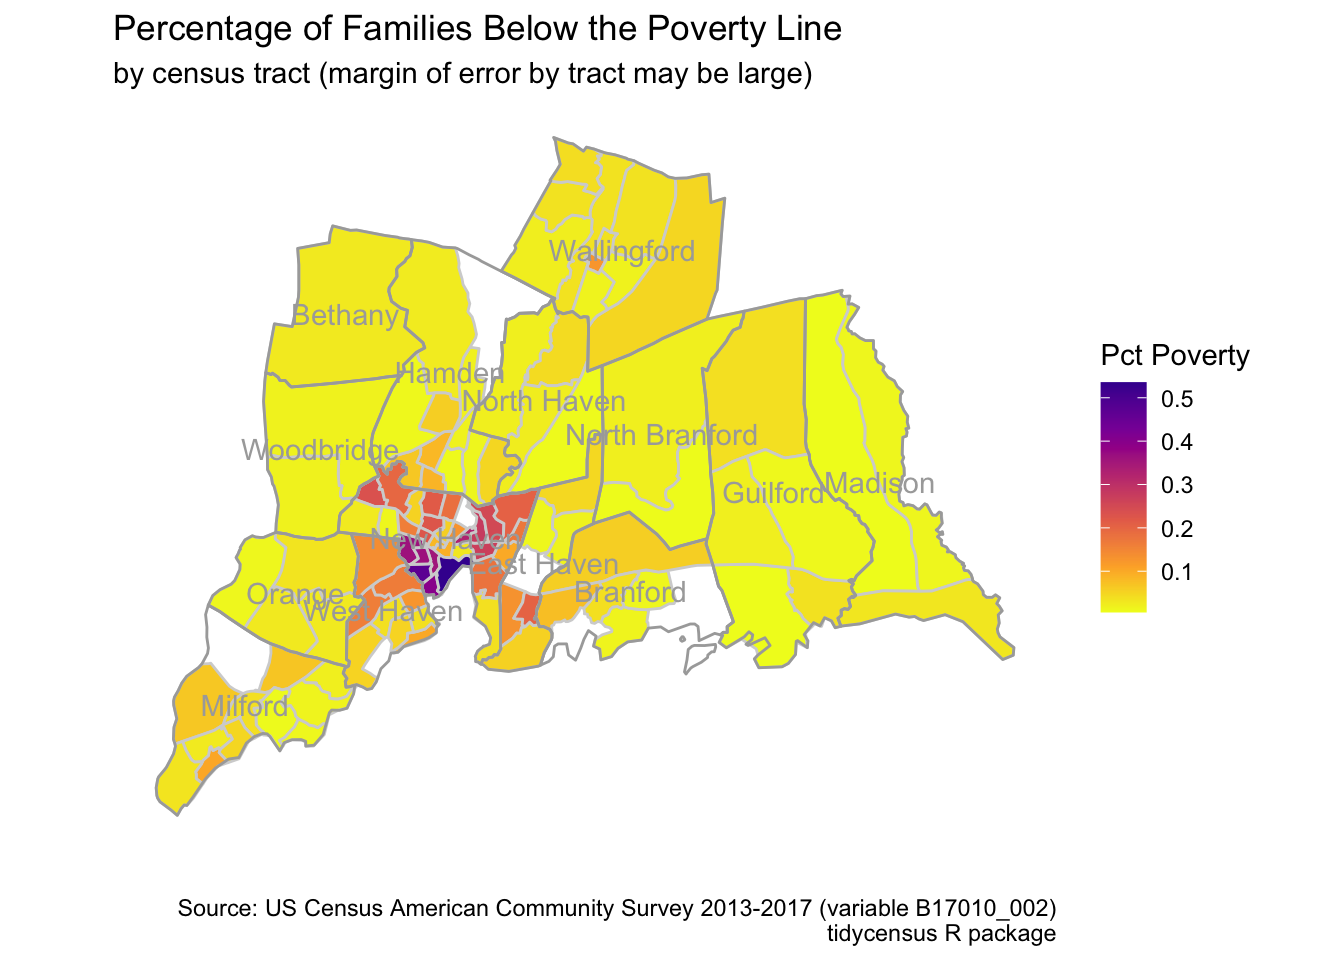 Percentage of Families Below the Poverty Line
by census tract (margin of error by tract may be large)
Wallingford
Bethany
Hamden
North Haven
North Branford
Woodbridge
Guilford
Madison
New Haven
East Haven
Branford
Orange
West Haven
Milford
Pct Poverty
0.5
0.4
0.3
0.2
0.1
Source: US Census American Community Survey 2013-2017 (variable B17010_002)
tidycensus R package